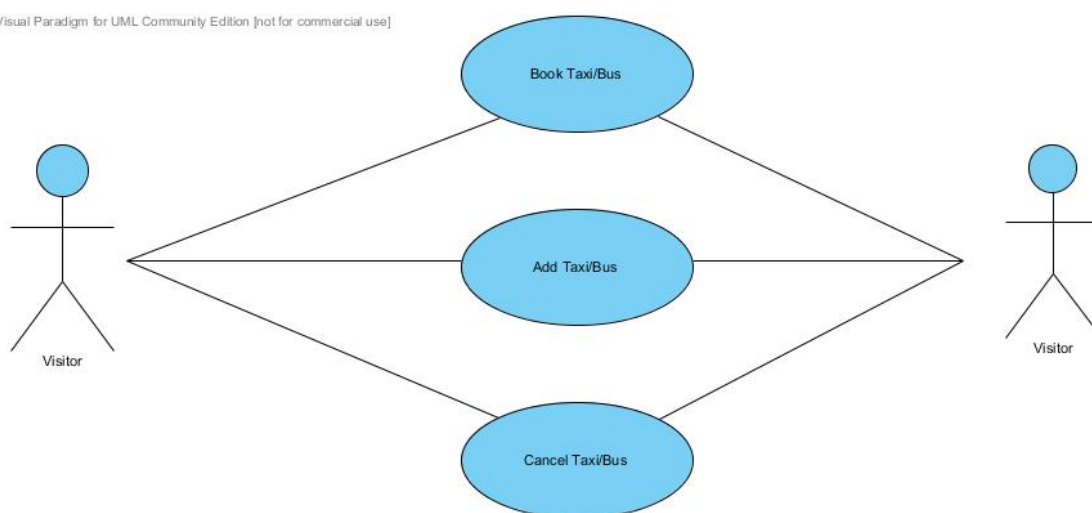 Visual Paradigm for UML Community Edition [not for commercial use]
Book Taxi/Bus
Add Taxi/Bus
Visitor
Visitor
Cancel Taxi/Bus